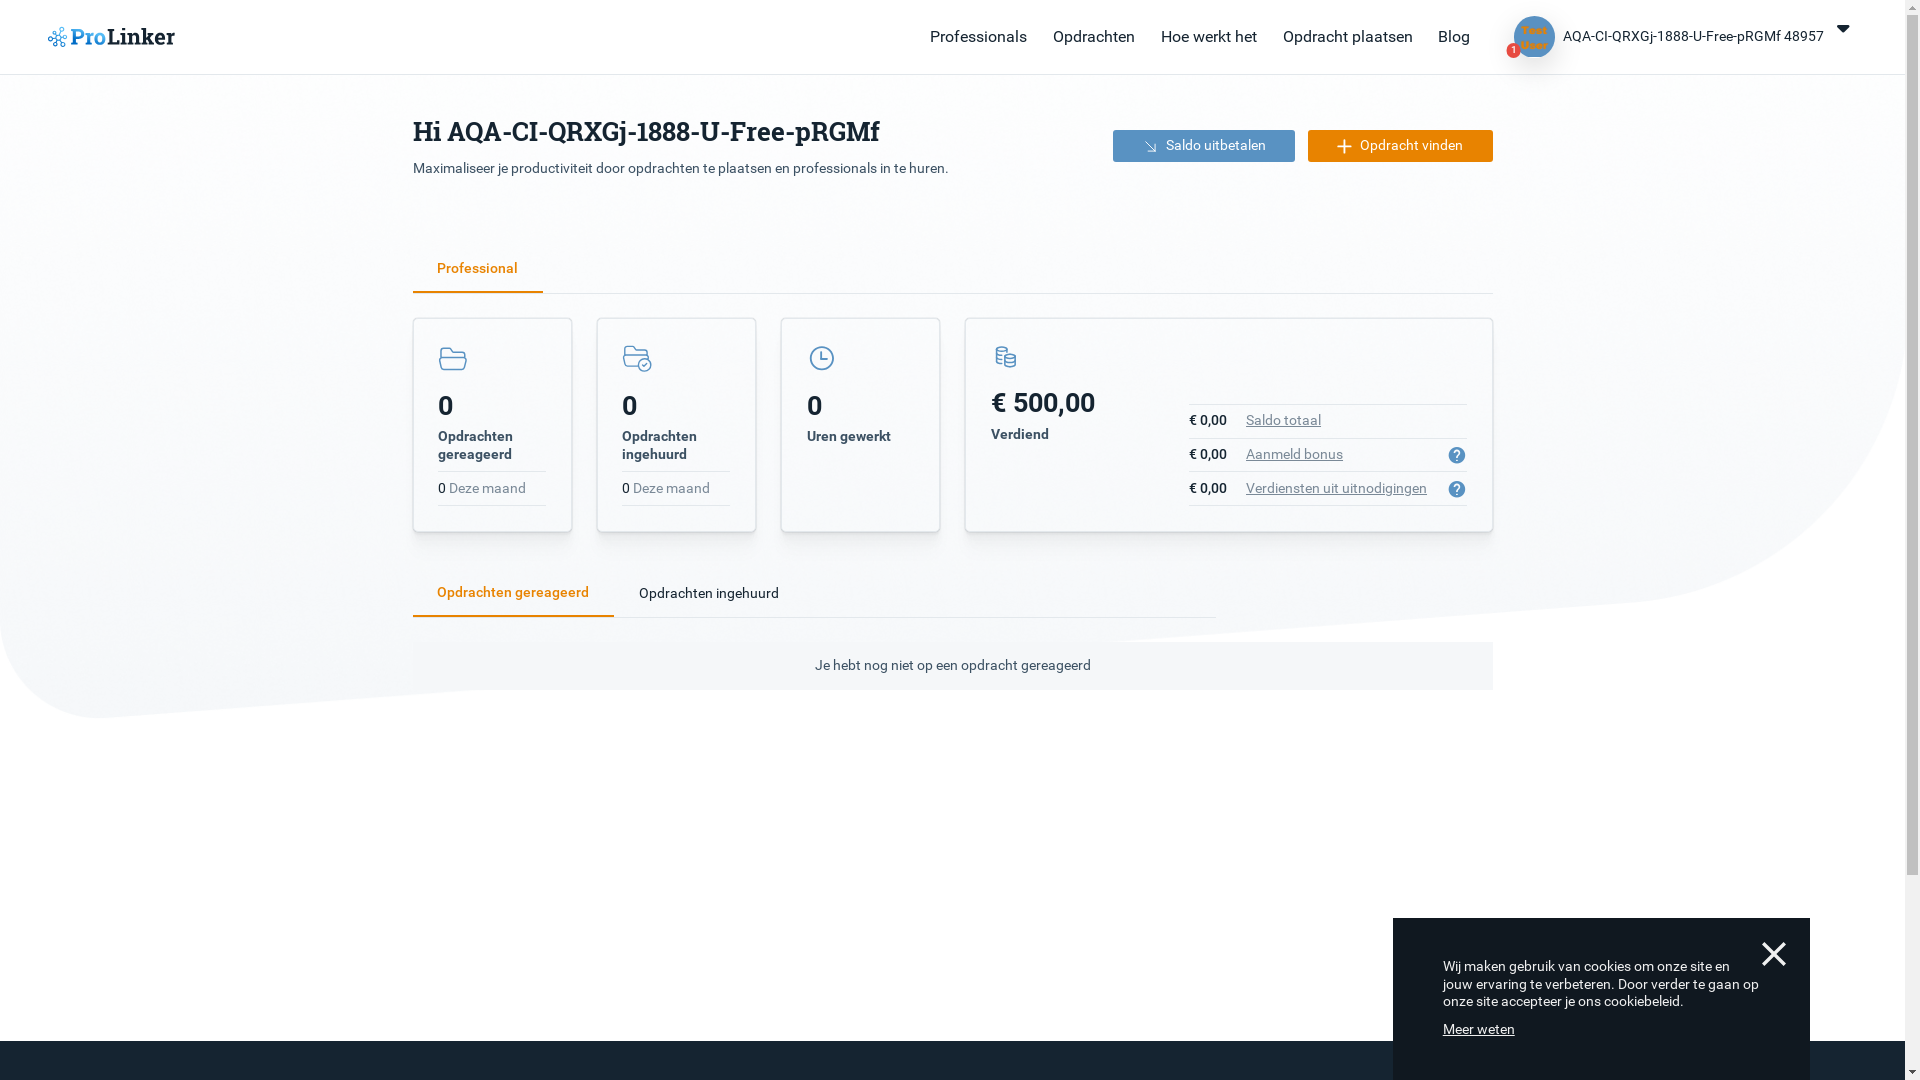 ProLinker
Professionals
Opdrachten
Hoe werkt het
Opdracht plaatsen
Blog
Test
User
1
AQA-CI-QRXGj-1888-U-Free-pRGMf 48957
Hi AQA-CI-QRXGj-1888-U-Free-pRGMf
Maximaliseer je productiviteit door opdrachten te plaatsen en professionals in te huren.
Saldo uitbetalen
Opdracht vinden
Professional
0
Opdrachten
gereageerd
0 Deze maand
0
Opdrachten
ingehuurd
0 Deze maand
0
Uren gewerkt
€ 500,00
Verdiend
€ 0,00 Saldo totaal
€ 0,00 Aanmeld bonus ?
€ 0,00 Verdiensten uit uitnodigingen ?
Opdrachten gereageerd
Opdrachten ingehuurd
Je hebt nog niet op een opdracht gereageerd
Wij maken gebruik van cookies om onze site en
jouw ervaring te verbeteren. Door verder te gaan op
onze site accepteer je ons cookiebeleid.
Meer weten